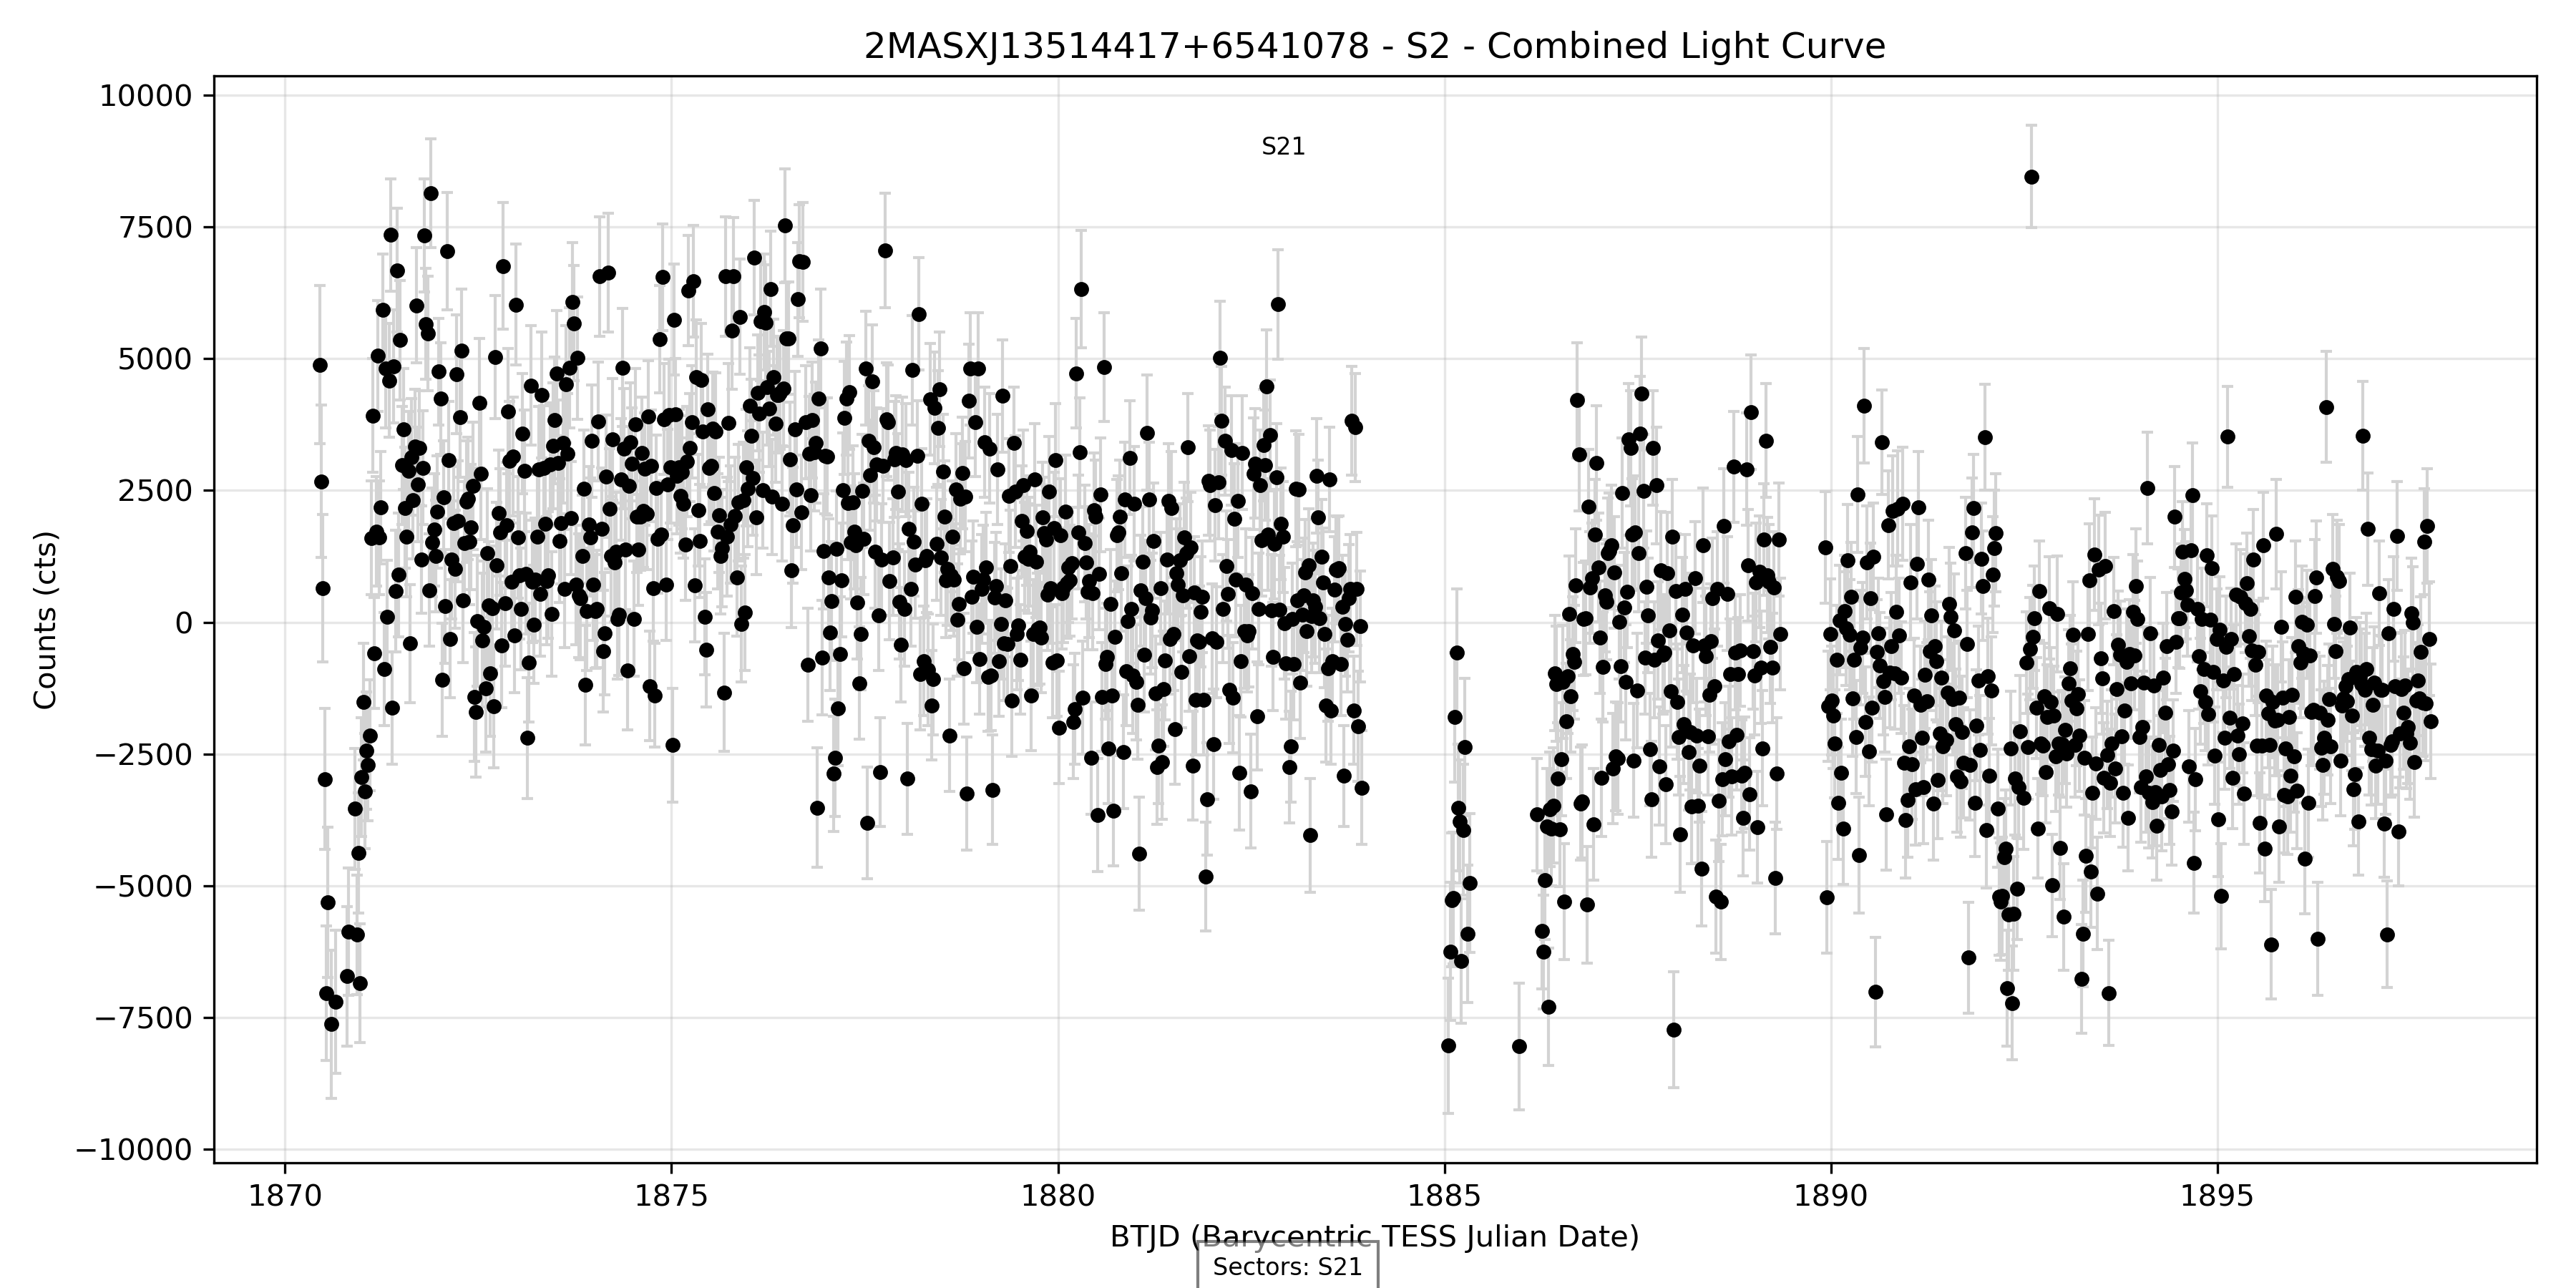 2MASXJ13514417+6541078 - S2 - Combined Light Curve
S21
Counts (cts)
10000
7500
5000
2500
0
−2500
−5000
−7500
−10000
1870 1875 1880 1885 1890 1895
BTJD (Barycentric TESS Julian Date)
Sectors: S21